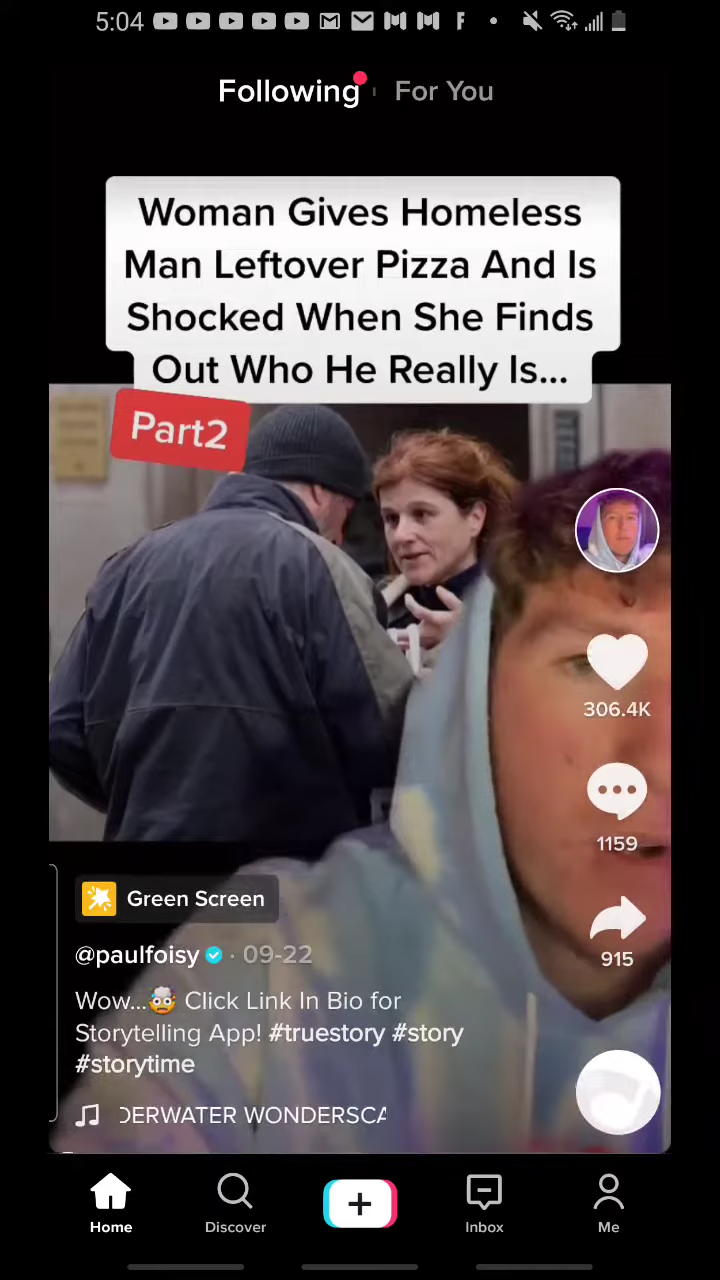 5:04
Following
For You
Woman Gives Homeless
Man Leftover Pizza And Is
Shocked When She Finds
Out Who He Really Is...
Part2
306.4K
1159
915
Green Screen
@paulfoisy · 09-22
Wow...🤯 Click Link In Bio for
Storytelling App! #truestory #story
#storytime
DERWATER WONDERSCA
Home
Discover
Inbox
Me